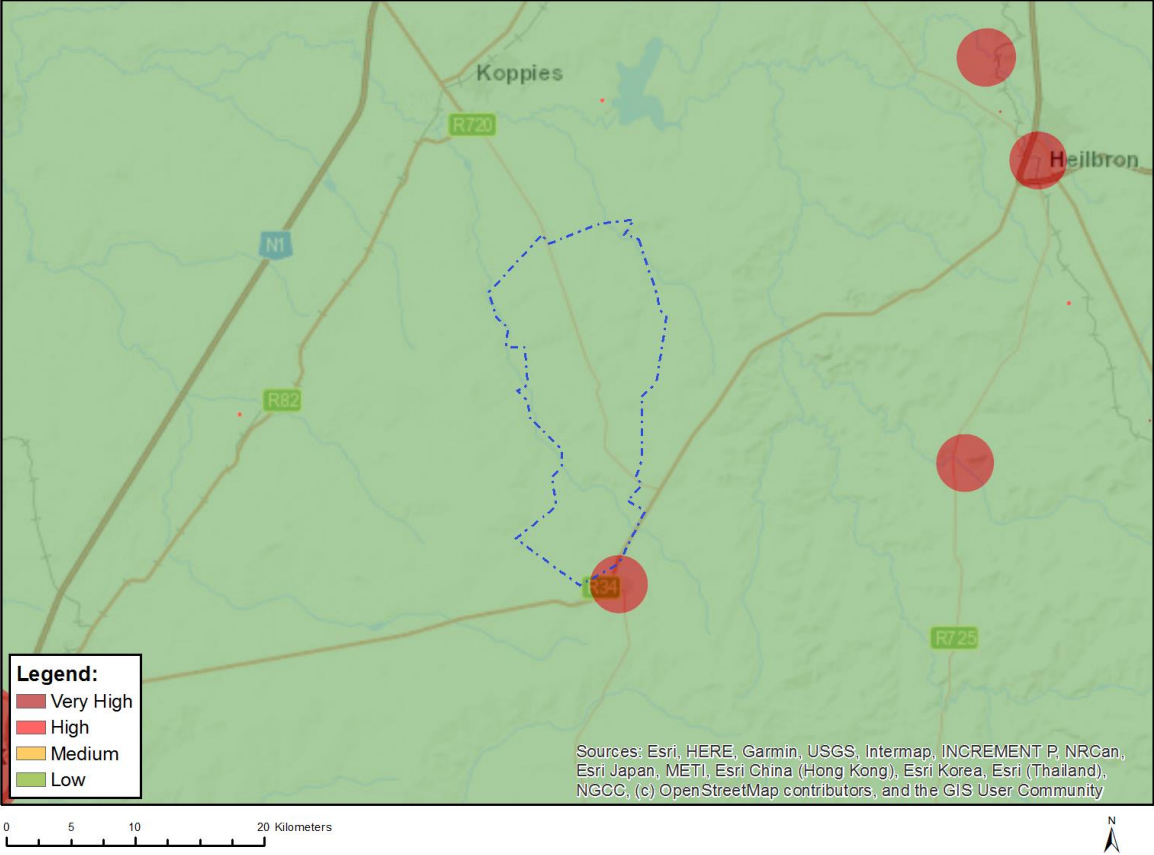 Koppies
R720
Heilbron
N1
R82
R34
R725
Legend:
Very High
High
Medium
Low
Sources: Esri, HERE, Garmin, USGS, Intermap, INCREMENT P, NRCan,
Esri Japan, METI, Esri China (Hong Kong), Esri Korea, Esri (Thailand),
NGCC, (c) OpenStreetMap contributors, and the GIS User Community
0 5 10 20 Kilometers
N